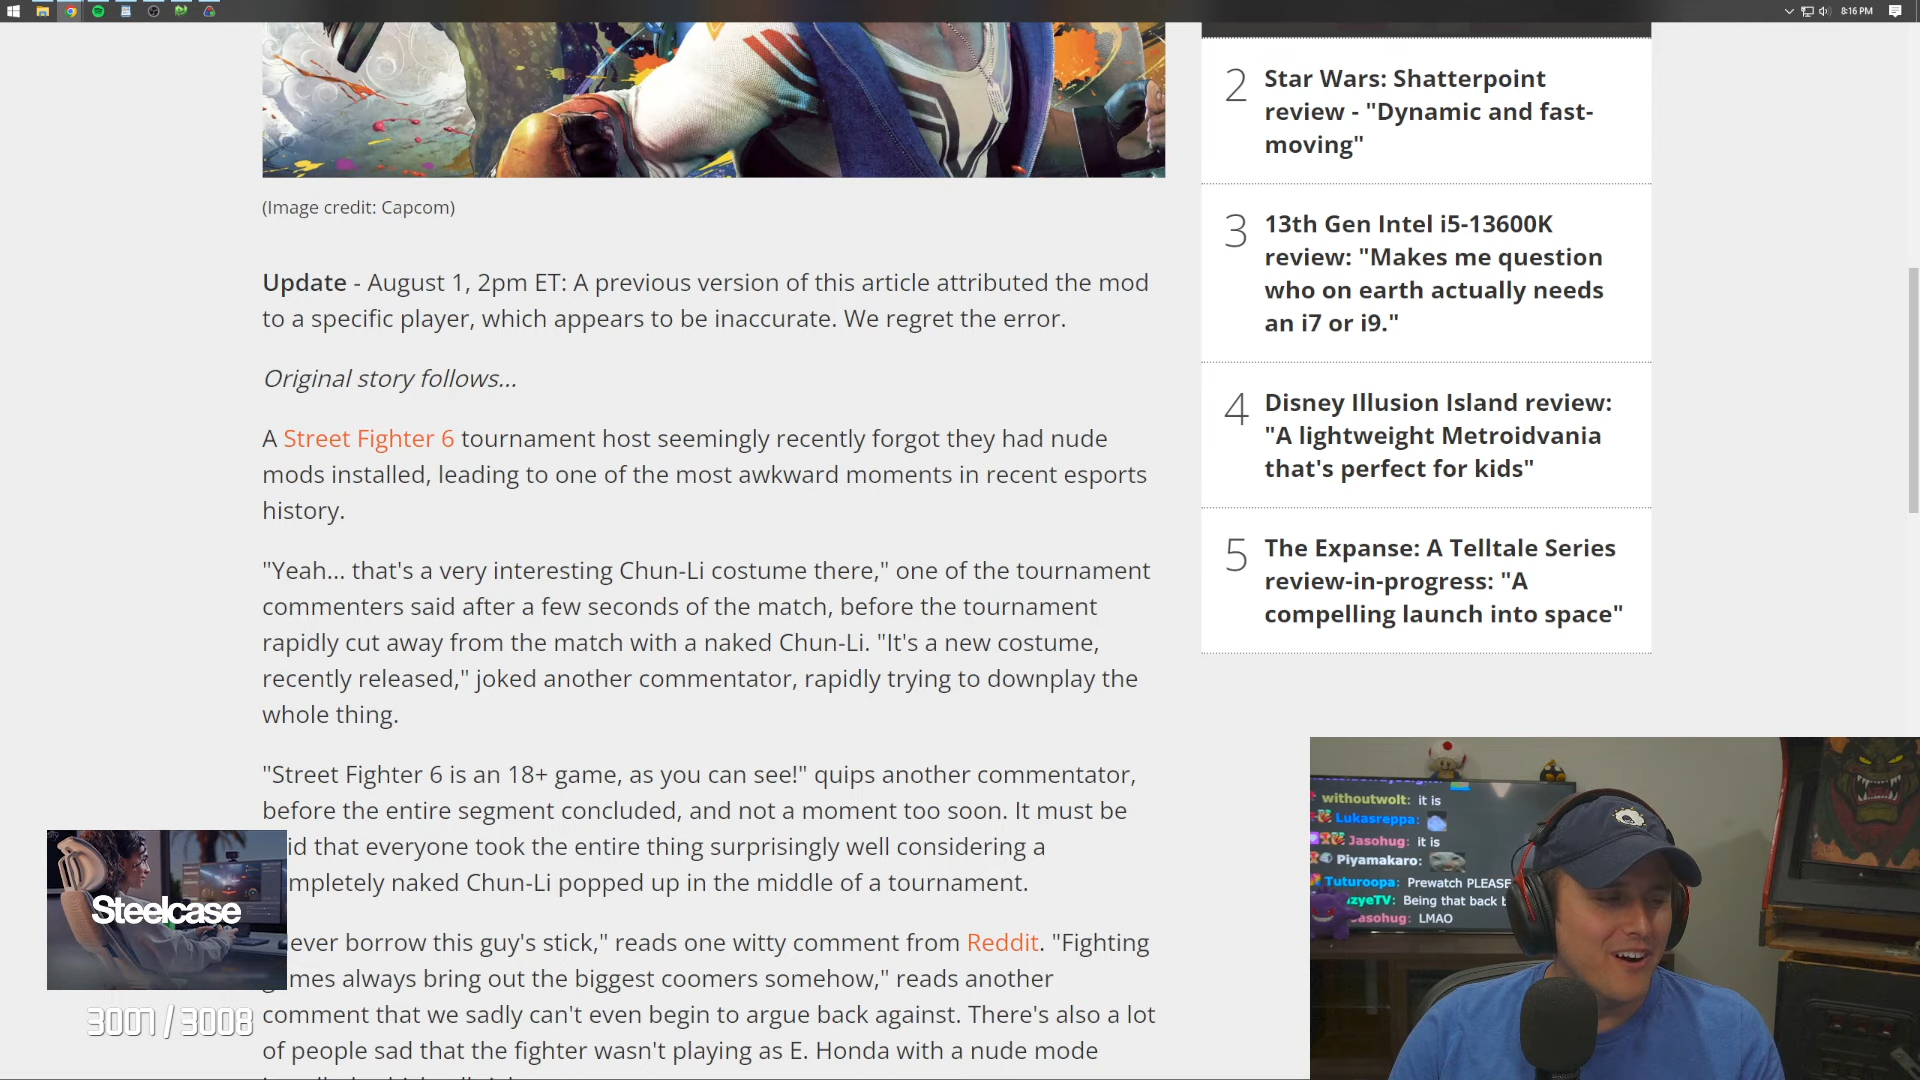 8:16 PM
(Image credit: Capcom)
Update - August 1, 2pm ET: A previous version of this article attributed the mod
to a specific player, which appears to be inaccurate. We regret the error.
Original story follows...
A Street Fighter 6 tournament host seemingly recently forgot they had nude
mods installed, leading to one of the most awkward moments in recent esports
history.
"Yeah... that's a very interesting Chun-Li costume there," one of the tournament
commenters said after a few seconds of the match, before the tournament
rapidly cut away from the match with a naked Chun-Li. "It's a new costume,
recently released," joked another commentator, rapidly trying to downplay the
whole thing.
"Street Fighter 6 is an 18+ game, as you can see!" quips another commentator,
before the entire segment concluded, and not a moment too soon. It must be
id that everyone took the entire thing surprisingly well considering a
mpletely naked Chun-Li popped up in the middle of a tournament.
ever borrow this guy's stick," reads one witty comment from Reddit. "Fighting
mes always bring out the biggest coomers somehow," reads another
comment that we sadly can't even begin to argue back against. There's also a lot
of people sad that the fighter wasn't playing as E. Honda with a nude mode
2 Star Wars: Shatterpoint
review - "Dynamic and fast-
moving"
3 13th Gen Intel i5-13600K
review: "Makes me question
who on earth actually needs
an i7 or i9."
4 Disney Illusion Island review:
"A lightweight Metroidvania
that's perfect for kids"
5 The Expanse: A Telltale Series
review-in-progress: "A
compelling launch into space"
Steelcase
3007 / 3008
withoutwolt: it is
Lukasreppa:
Jasohug: it is
Piyamakaro:
Tuturoopa: Prewatch PLEASE
zyeTV: Being that back
asohug: LMAO